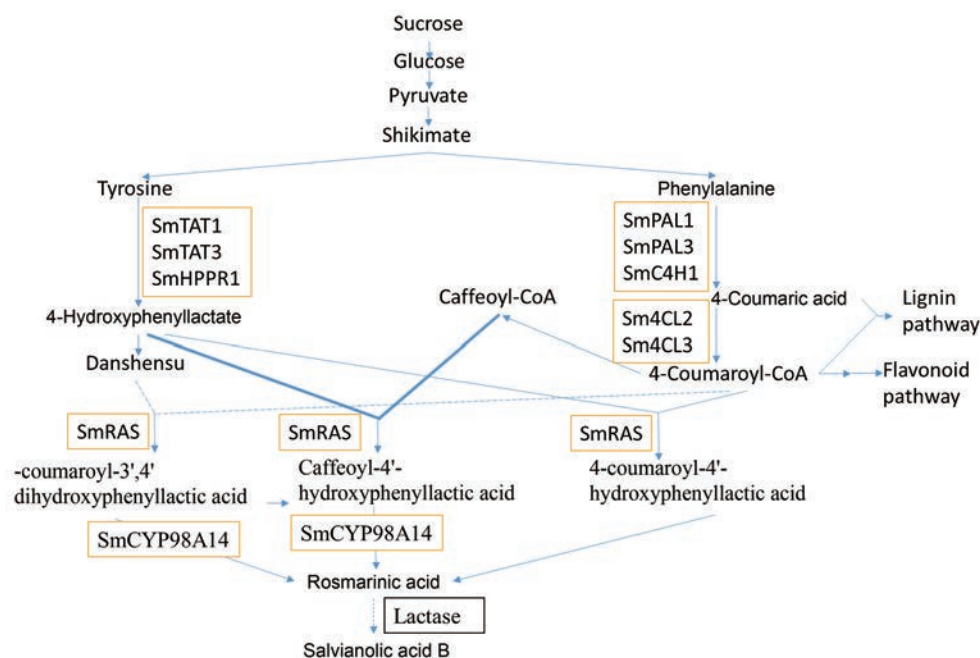 Sucrose
Glucose
Pyruvate
Shikimate
Tyrosine
Phenylalanine
SmTAT1
SmTAT3
SmHPPR1
SmPAL1
SmPAL3
SmC4H1
Caffeoyl-CoA
4-Coumaric acid
Lignin
pathway
4-Hydroxyphenyllactate
Sm4CL2
Sm4CL3
Danshensu
4-Coumaroyl-CoA
Flavonoid
pathway
SmRAS
SmRAS
SmRAS
-coumaroyl-3',4'
dihydroxyphenyllactic acid
Caffeoyl-4'-
hydroxyphenyllactic acid
4-coumaroyl-4'-
hydroxyphenyllactic acid
SmCYP98A14
SmCYP98A14
Rosmarinic acid
Lactase
Salvianolic acid B